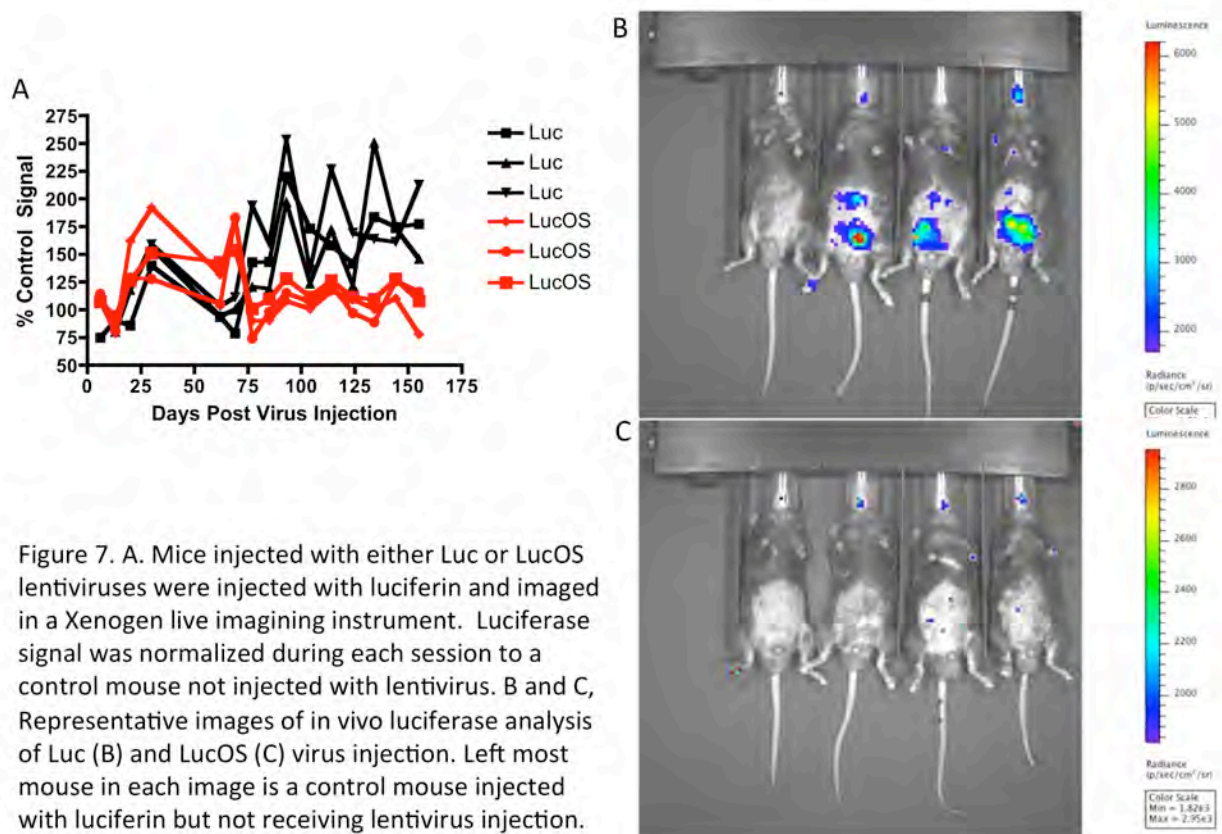 A
275
250
225
200
175
150
125
100
75
50
% Control Signal
0 25 50 75 100 125 150 175
Days Post Virus Injection
Luc
Luc
Luc
LucOS
LucOS
LucOS
B
Luminescence
6000
5000
4000
3000
2000
Radiance
(p/sec/cm²/sr)
Color Scale
C
Luminescence
2800
2600
2400
2200
2000
Radiance
(p/sec/cm²/sr)
Color Scale
Min = 1.82e3
Max = 2.95e3
Figure 7. A. Mice injected with either Luc or LucOS
lentiviruses were injected with luciferin and imaged
in a Xenogen live imagining instrument. Luciferase
signal was normalized during each session to a
control mouse not injected with lentivirus. B and C,
Representative images of in vivo luciferase analysis
of Luc (B) and LucOS (C) virus injection. Left most
mouse in each image is a control mouse injected
with luciferin but not receiving lentivirus injection.